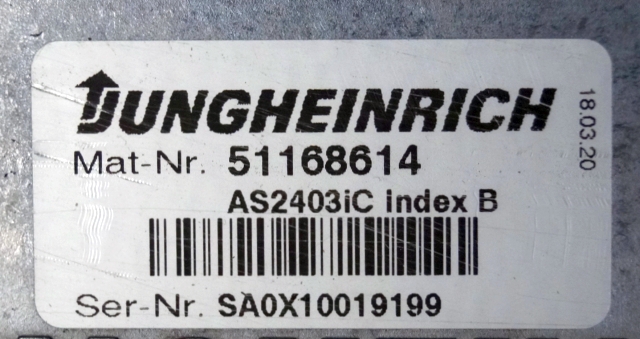 JUNGHEINRICH
Mat-Nr. 51168614
AS2403iC index B
Ser-Nr. SA0X10019199
18.03.20